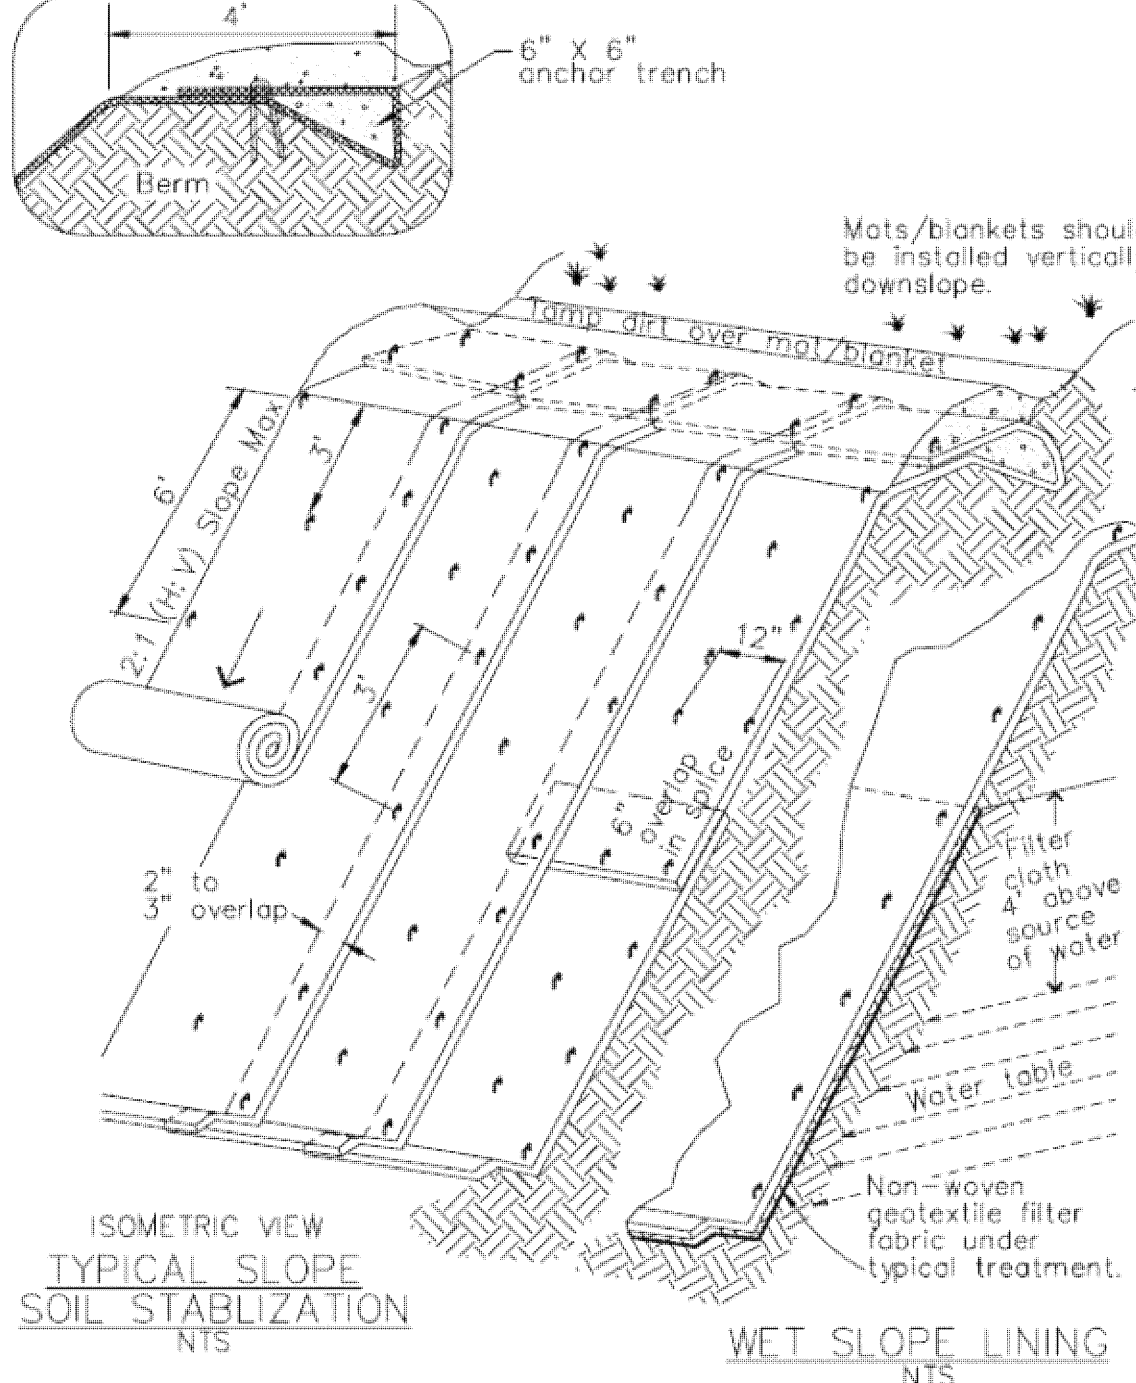 4'
6" X 6"
anchor trench
Berm
Mats/blankets shoul
be installed verticall
downslope.
Tamp dirt over mat/blanket
6'
2:1 (H:V) Slope Max
3'
3'
12"
6"
overlap
in splice
2" to
3" overlap
Filter
cloth
4' above
source
of water
Water table
Non-woven
geotextile filter
fabric under
typical treatment.
ISOMETRIC VIEW
TYPICAL SLOPE
SOIL STABLIZATION
NTS
WET SLOPE LINING
NTS